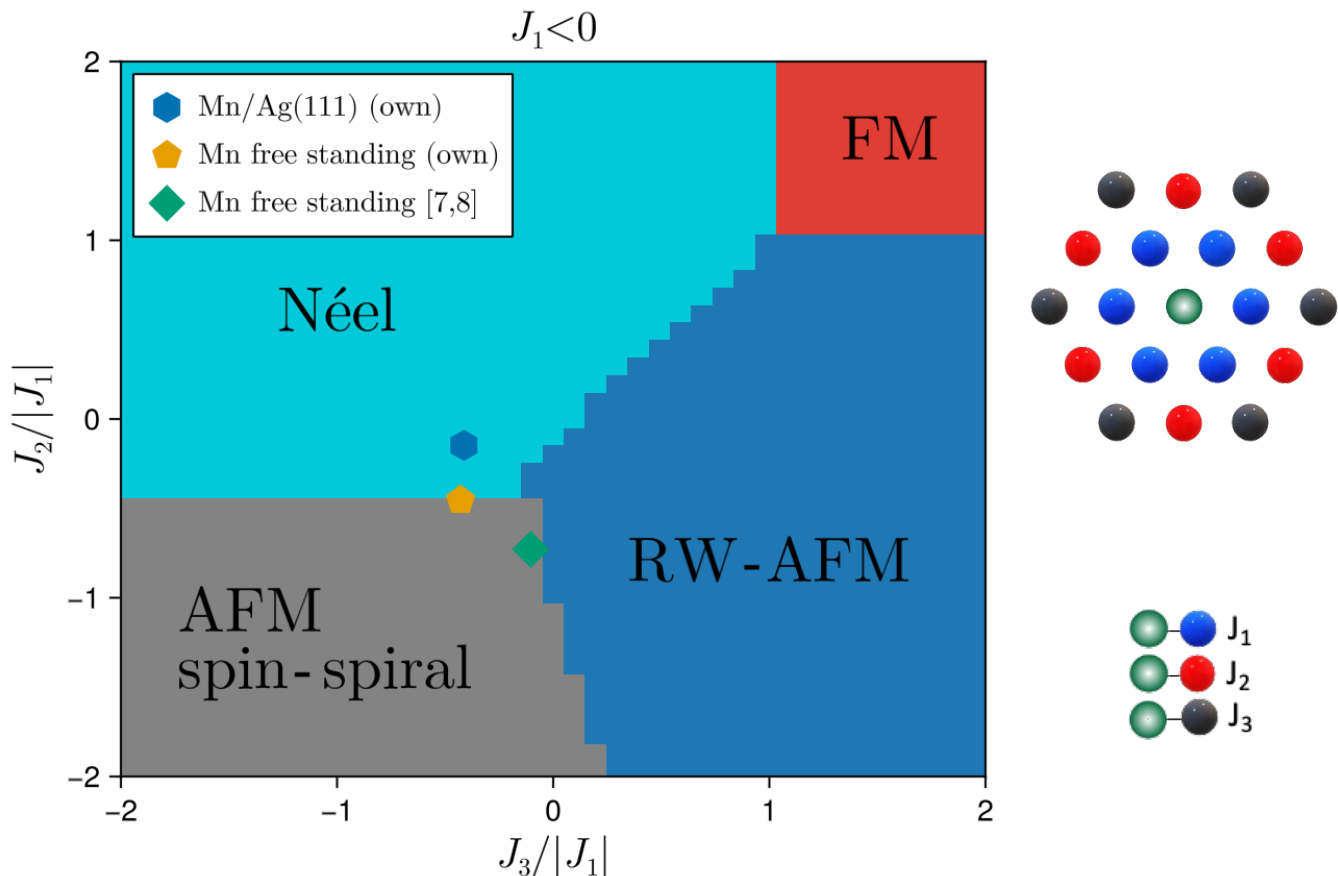 J₁<0
2
1
0
−1
−2
J₂/|J₁|
Mn/Ag(111) (own)
Mn free standing (own)
Mn free standing [7,8]
FM
Néel
RW-AFM
AFM
spin-spiral
−2
−1
0
1
2
J₃/|J₁|
J₁
J₂
J₃